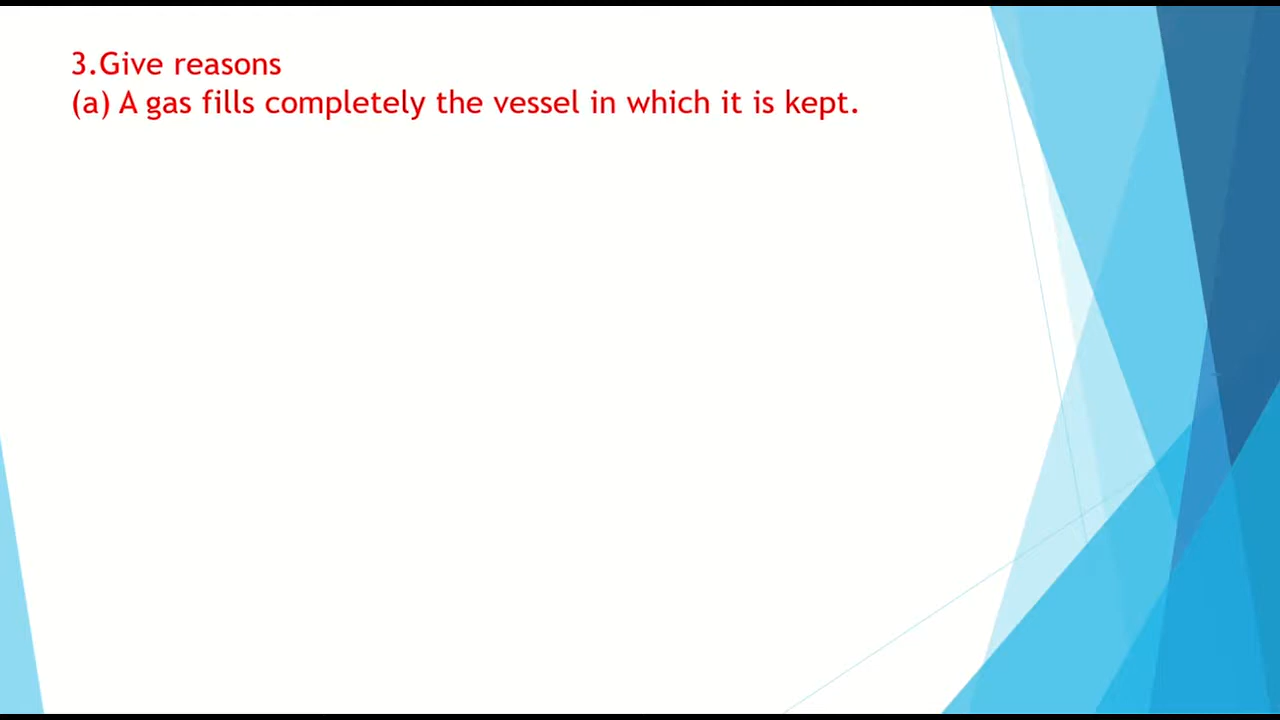 3.Give reasons
(a) A gas fills completely the vessel in which it is kept.